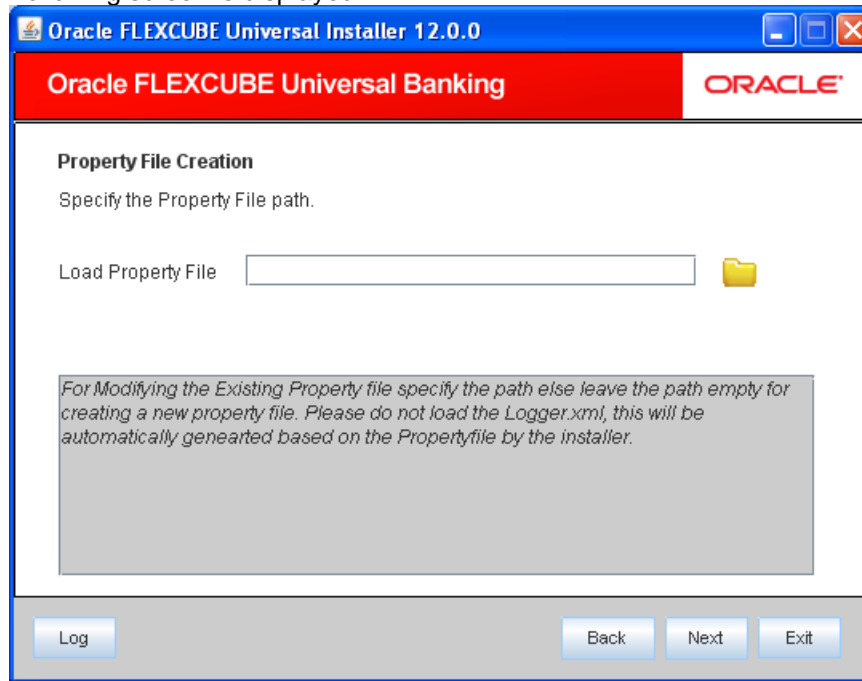 Oracle FLEXCUBE Universal Installer 12.0.0
Oracle FLEXCUBE Universal Banking
ORACLE
Property File Creation
Specify the Property File path.
Load Property File
For Modifying the Existing Property file specify the path else leave the path empty for
creating a new property file. Please do not load the Logger.xml, this will be
automatically genearted based on the Propertyfile by the installer.
Log Back Next Exit